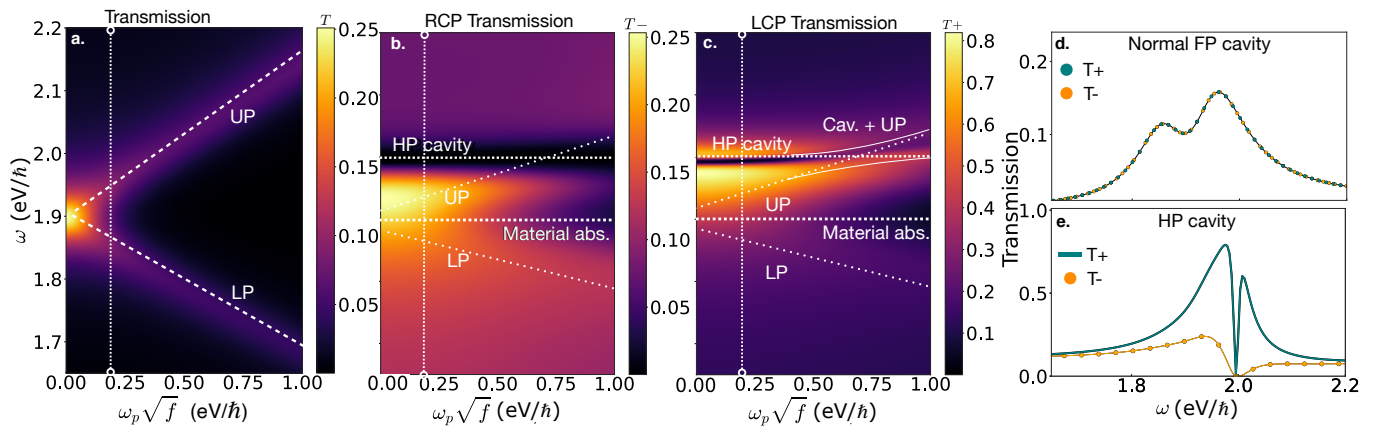 Transmission
a.
T
2.2
2.1
2.0
1.9
1.8
1.7
ω (eV/ħ)
UP
LP
0.00 0.25 0.50 0.75 1.00
ω_p√f (eV/ħ)
0.25
0.20
0.15
0.10
0.05
RCP Transmission
b.
T−
HP cavity
UP
Material abs.
LP
0.00 0.25 0.50 0.75 1.00
ω_p√f (eV/ħ)
0.25
0.20
0.15
0.10
0.05
0.00
LCP Transmission
c.
T+
Cav. + UP
HP cavity
UP
Material abs.
LP
0.00 0.25 0.50 0.75 1.00
ω_p√f (eV/ħ)
0.8
0.7
0.6
0.5
0.4
0.3
0.2
0.1
Transmission
d.
Normal FP cavity
T+
T-
0.2
0.1
e.
HP cavity
T+
T-
1.0
0.5
0.0
1.8 2.0 2.2
ω (eV/ħ)